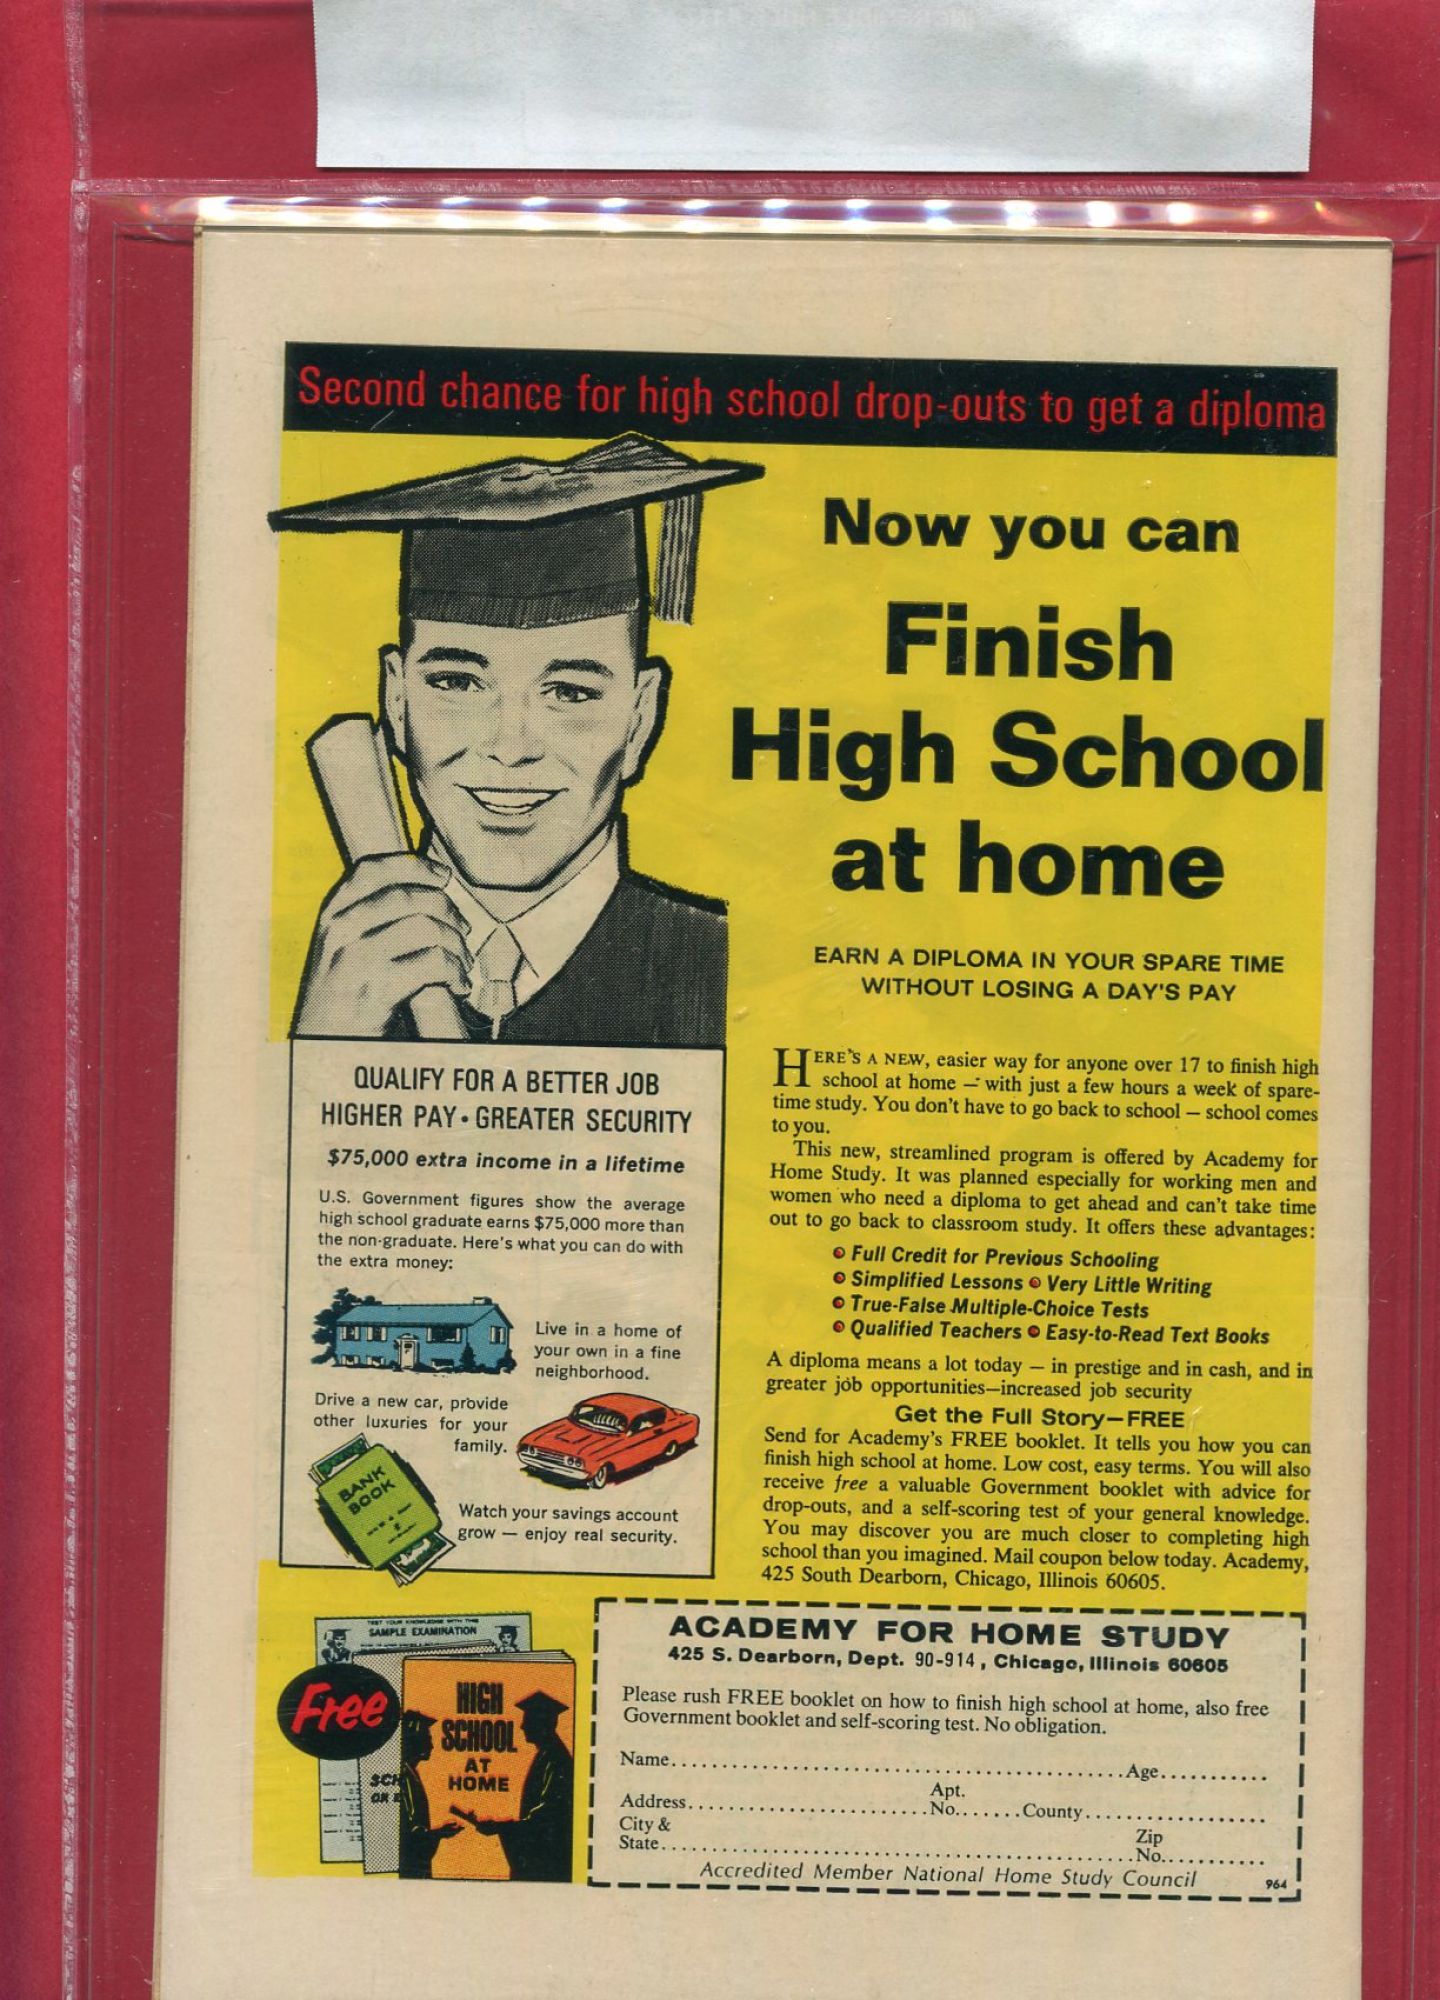 Second chance for high school drop-outs to get a diploma
Now you can
Finish
High School
at home
EARN A DIPLOMA IN YOUR SPARE TIME
WITHOUT LOSING A DAY'S PAY
HERE'S A NEW, easier way for anyone over 17 to finish high
school at home — with just a few hours a week of spare-
time study. You don't have to go back to school — school comes
to you.
This new, streamlined program is offered by Academy for
Home Study. It was planned especially for working men and
women who need a diploma to get ahead and can't take time
out to go back to classroom study. It offers these advantages:
Full Credit for Previous Schooling
Simplified Lessons Very Little Writing
True-False Multiple-Choice Tests
Qualified Teachers Easy-to-Read Text Books
A diploma means a lot today — in prestige and in cash, and in
greater job opportunities—increased job security
Get the Full Story—FREE
Send for Academy's FREE booklet. It tells you how you can
finish high school at home. Low cost, easy terms. You will also
receive free a valuable Government booklet with advice for
drop-outs, and a self-scoring test of your general knowledge.
You may discover you are much closer to completing high
school than you imagined. Mail coupon below today. Academy,
425 South Dearborn, Chicago, Illinois 60605.
QUALIFY FOR A BETTER JOB
HIGHER PAY • GREATER SECURITY
$75,000 extra income in a lifetime
U.S. Government figures show the average
high school graduate earns $75,000 more than
the non-graduate. Here's what you can do with
the extra money:
Live in a home of
your own in a fine
neighborhood.
Drive a new car, provide
other luxuries for your
family.
BANK
BOOK
Watch your savings account
grow — enjoy real security.
TEST YOUR KNOWLEDGE WITH THIS
SAMPLE EXAMINATION
Free
SCH
OR
HIGH
SCHOOL
AT
HOME
ACADEMY FOR HOME STUDY
425 S. Dearborn, Dept. 90-914, Chicago, Illinois 60605
Please rush FREE booklet on how to finish high school at home, also free
Government booklet and self-scoring test. No obligation.
Name............................................Age...........
Apt.
Address.......................No.......County.................
City &
Zip
State............................................No...........
Accredited Member National Home Study Council
964